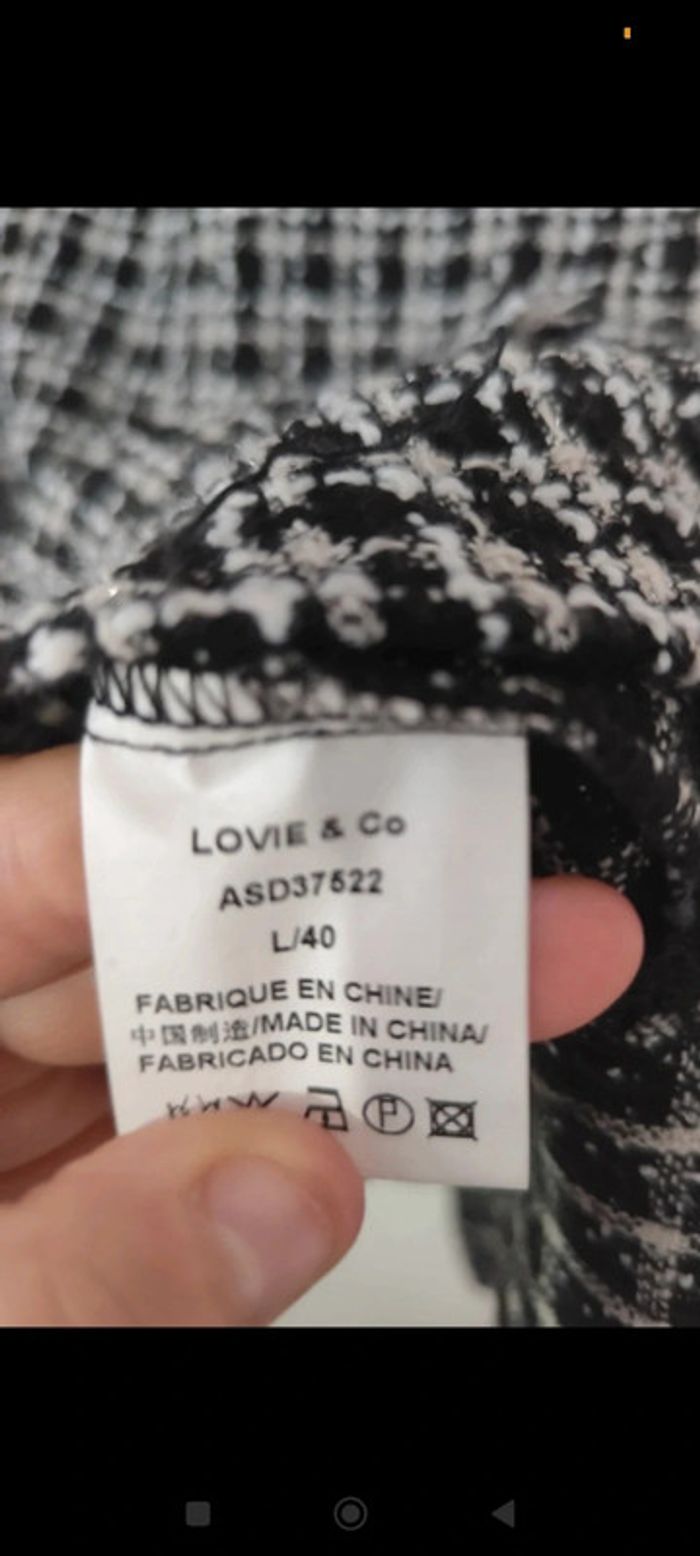 LOVIE & Co
ASD37522
L/40
FABRIQUE EN CHINE/
中国制造/MADE IN CHINA/
FABRICADO EN CHINA
P